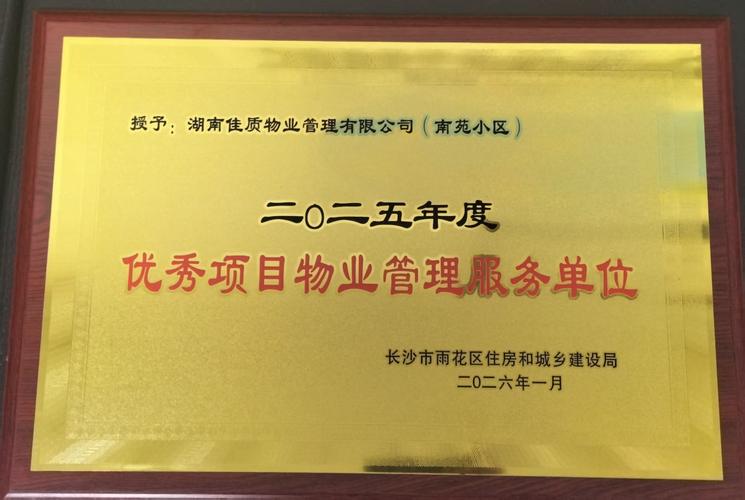 授予：湖南佳质物业管理有限公司（南苑小区）
二〇二五年度
优秀项目物业管理服务单位
长沙市雨花区住房和城乡建设局
二〇二六年一月